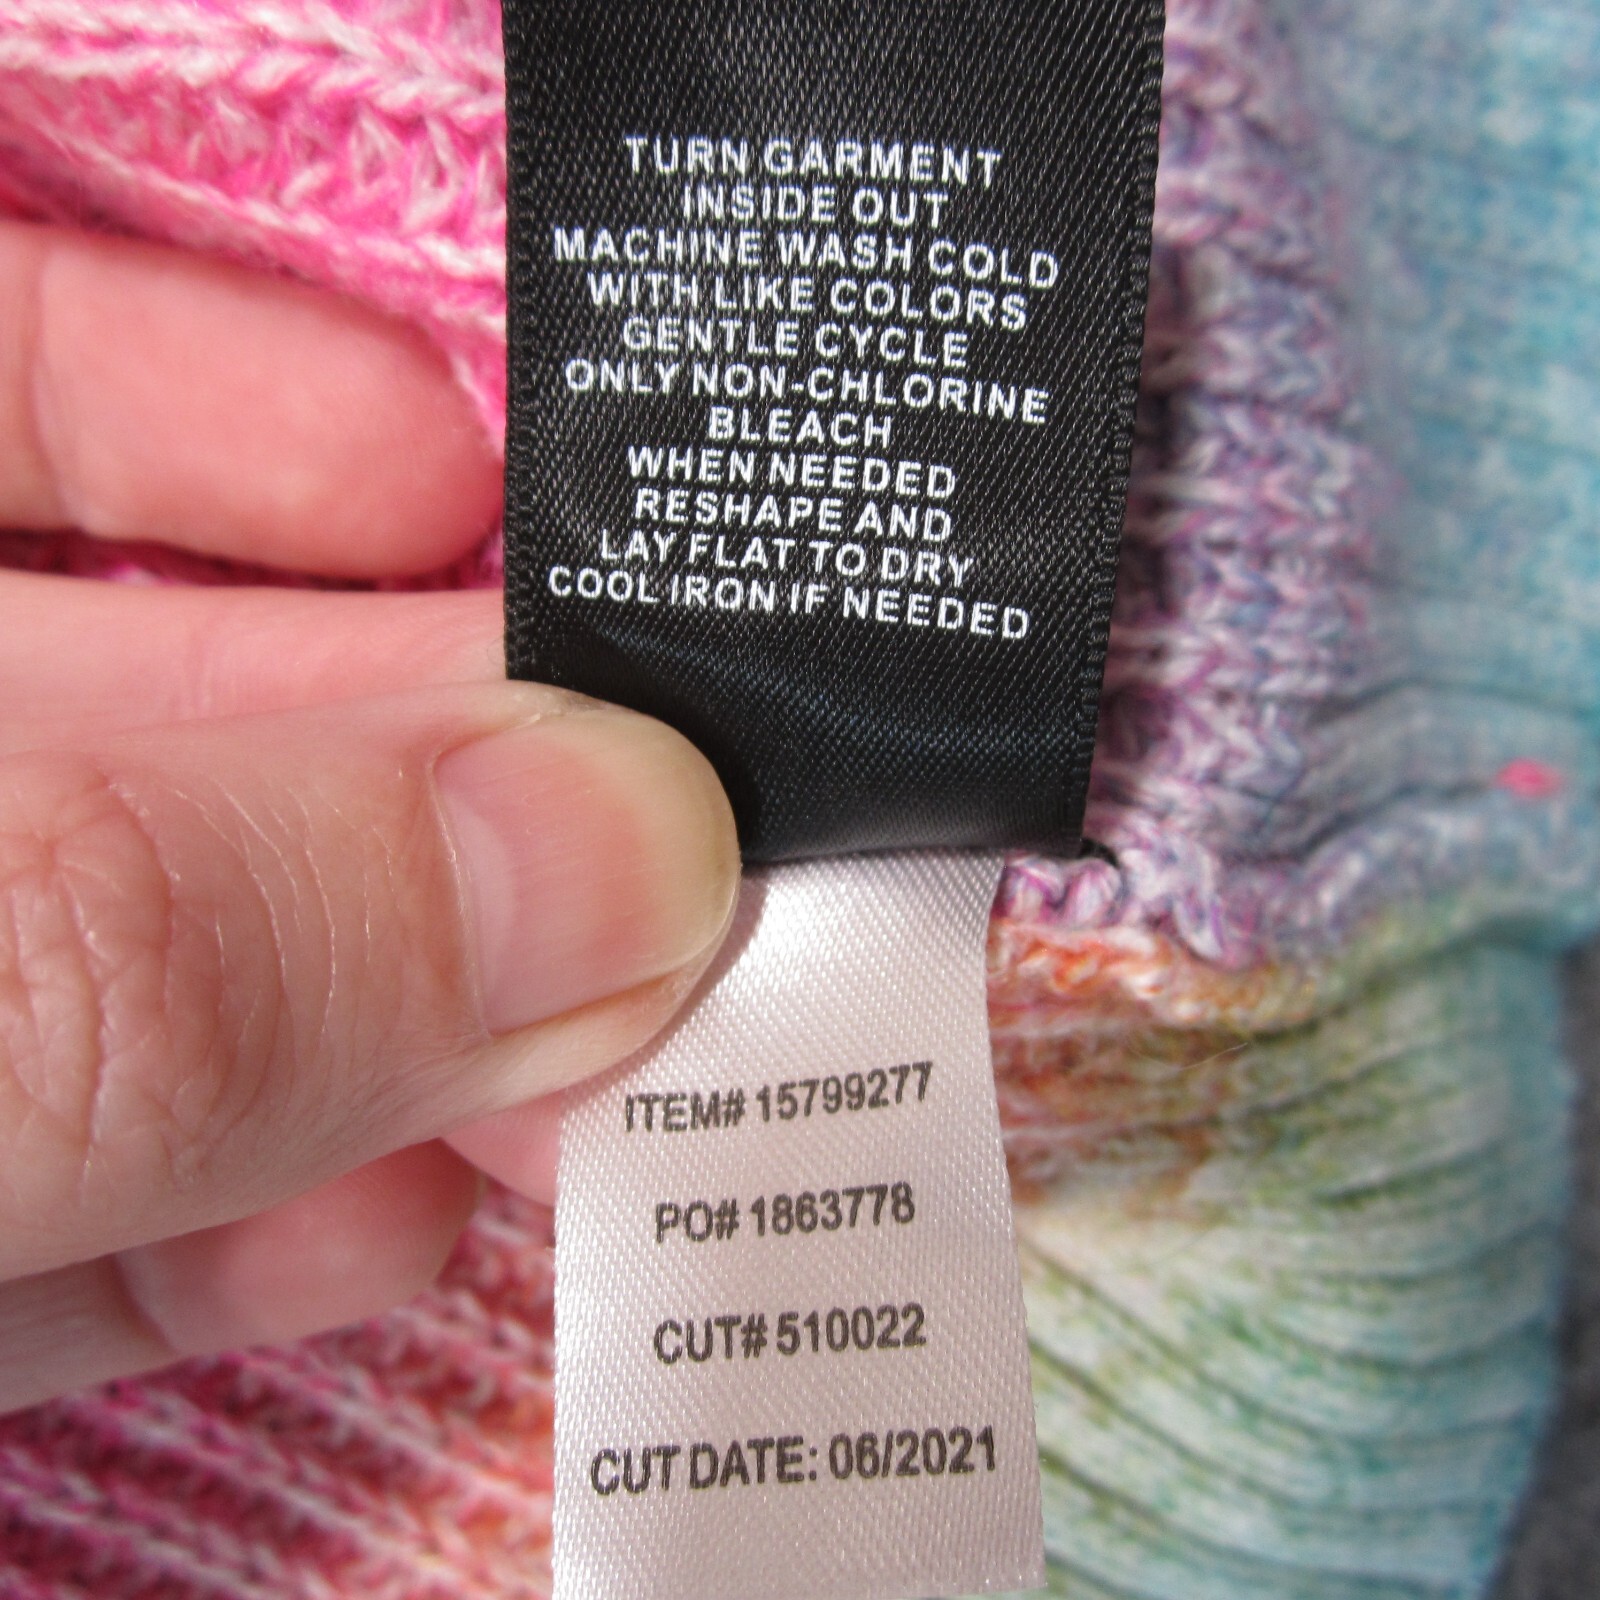 TURN GARMENT
INSIDE OUT
MACHINE WASH COLD
WITH LIKE COLORS
GENTLE CYCLE
ONLY NON-CHLORINE
BLEACH
WHEN NEEDED
RESHAPE AND
LAY FLAT TO DRY
COOL IRON IF NEEDED
ITEM# 15799277
PO# 1863778
CUT# 510022
CUT DATE: 06/2021